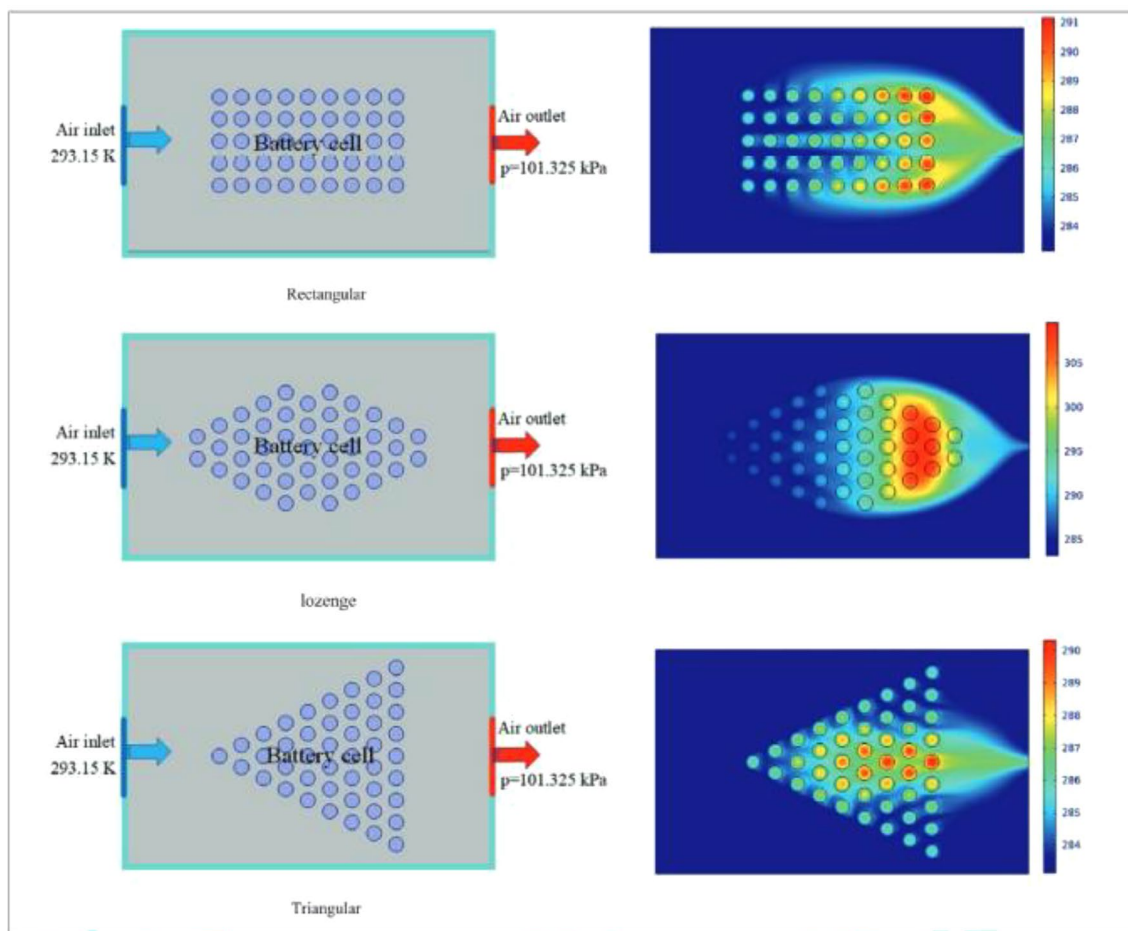 Air inlet
293.15 K
Battery cell
Air outlet
p=101.325 kPa
291
290
289
288
287
286
285
284
Rectangular
Air inlet
293.15 K
Battery cell
Air outlet
p=101.325 kPa
305
300
295
290
285
lozenge
Air inlet
293.15 K
Battery cell
Air outlet
p=101.325 kPa
290
289
288
287
286
285
284
Triangular